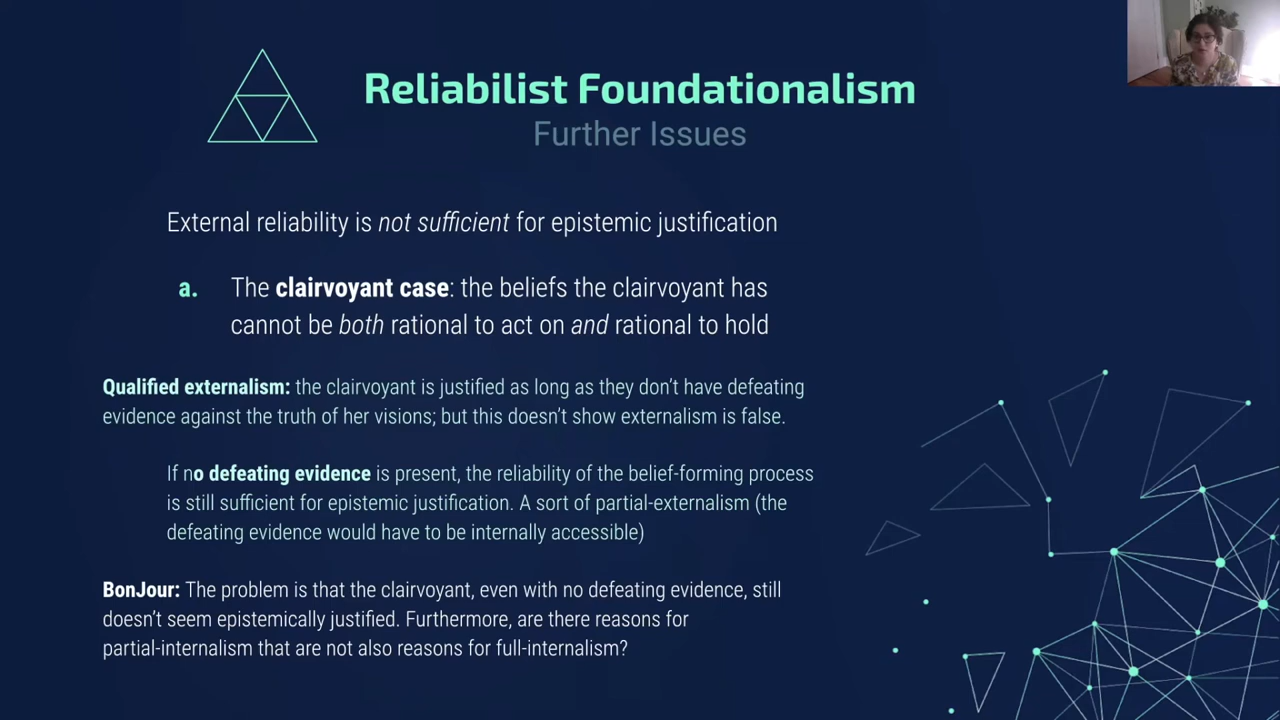 Reliabilist Foundationalism
Further Issues
External reliability is not sufficient for epistemic justification
a. The clairvoyant case: the beliefs the clairvoyant has
cannot be both rational to act on and rational to hold
Qualified externalism: the clairvoyant is justified as long as they don't have defeating
evidence against the truth of her visions; but this doesn't show externalism is false.
If no defeating evidence is present, the reliability of the belief-forming process
is still sufficient for epistemic justification. A sort of partial-externalism (the
defeating evidence would have to be internally accessible)
BonJour: The problem is that the clairvoyant, even with no defeating evidence, still
doesn't seem epistemically justified. Furthermore, are there reasons for
partial-internalism that are not also reasons for full-internalism?